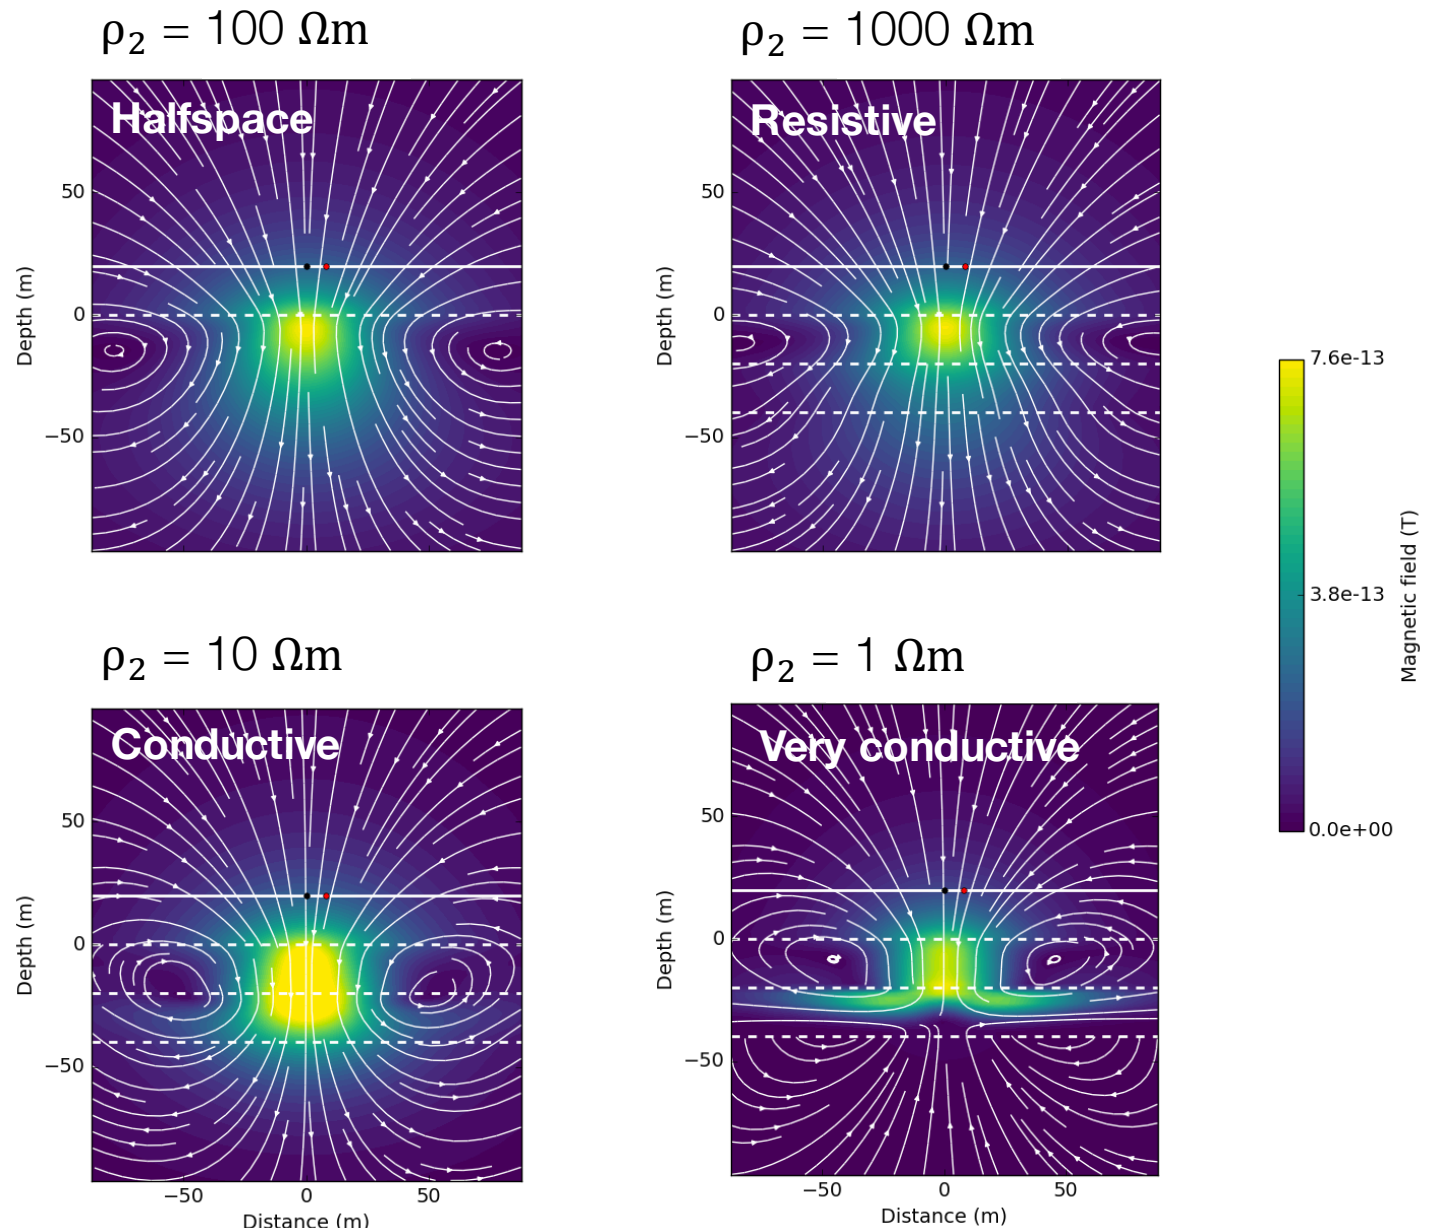 ρ₂ = 100 Ωm
Halfspace
50
0
−50
Depth (m)
ρ₂ = 1000 Ωm
Resistive
50
0
−50
Depth (m)
7.6e-13
3.8e-13
0.0e+00
Magnetic field (T)
ρ₂ = 10 Ωm
Conductive
50
0
−50
Depth (m)
−50 0 50
Distance (m)
ρ₂ = 1 Ωm
Very conductive
50
0
−50
Depth (m)
−50 0 50
Distance (m)